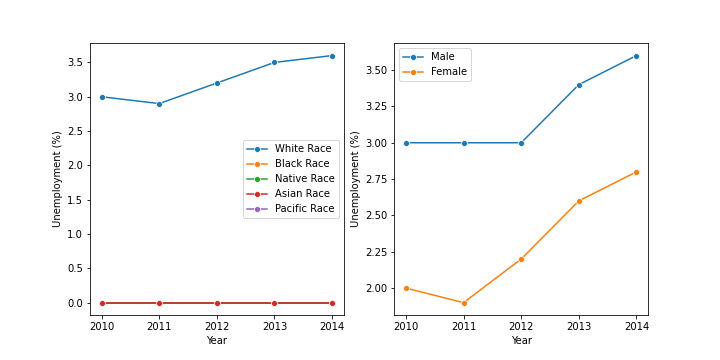 Unemployment (%)
3.5
3.0
2.5
2.0
1.5
1.0
0.5
0.0
White Race
Black Race
Native Race
Asian Race
Pacific Race
2010 2011 2012 2013 2014
Year
Unemployment (%)
3.50
3.25
3.00
2.75
2.50
2.25
2.00
Male
Female
2010 2011 2012 2013 2014
Year